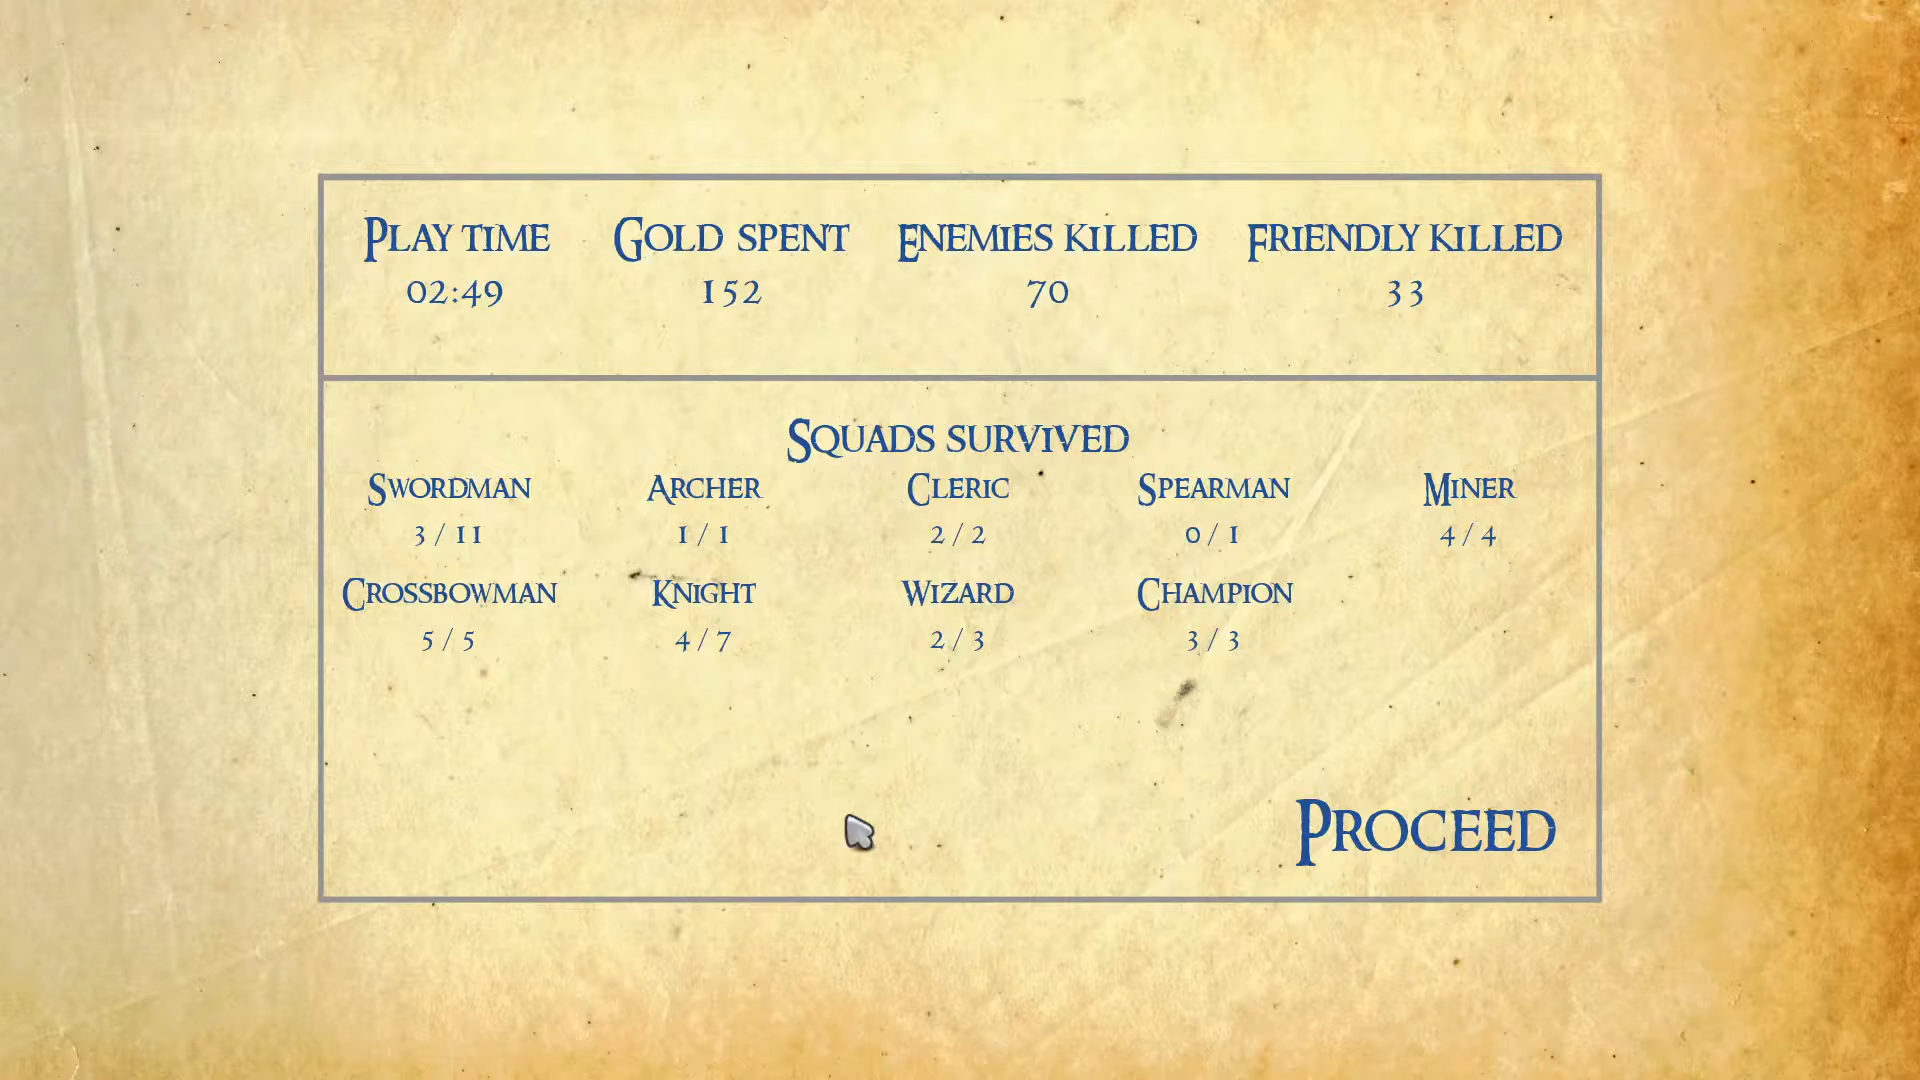 Play time Gold spent Enemies killed Friendly killed
02:49 152 70 33
Squads survived
Swordman Archer Cleric Spearman Miner
3 / 11 1 / 1 2 / 2 0 / 1 4 / 4
Crossbowman Knight Wizard Champion
5 / 5 4 / 7 2 / 3 3 / 3
Proceed